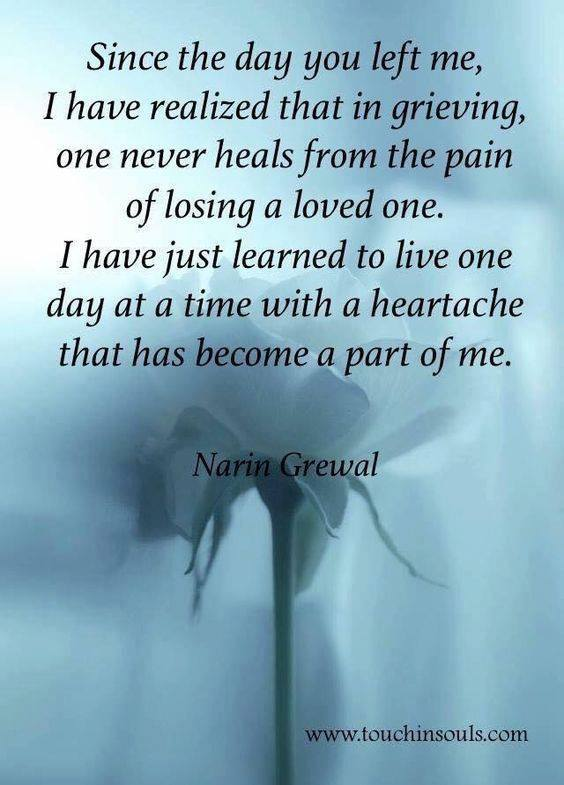 Since the day you left me,
I have realized that in grieving,
one never heals from the pain
of losing a loved one.
I have just learned to live one
day at a time with a heartache
that has become a part of me.
Narin Grewal
www.touchinsouls.com